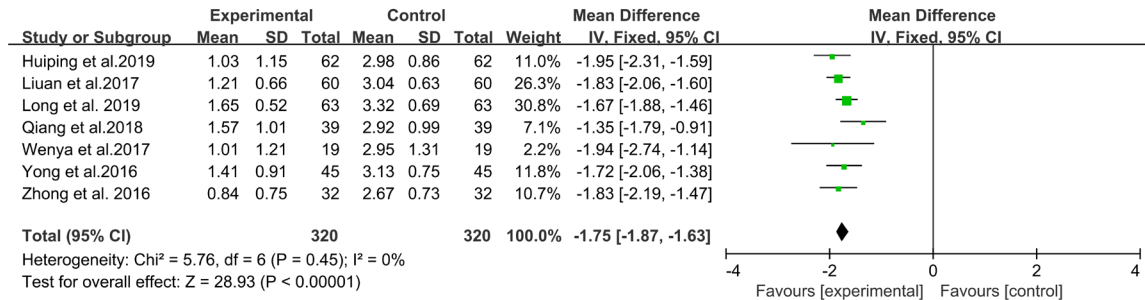 Experimental Control Mean Difference Mean Difference
Study or Subgroup Mean SD Total Mean SD Total Weight IV, Fixed, 95% CI IV, Fixed, 95% CI
Huiping et al.2019 1.03 1.15 62 2.98 0.86 62 11.0% -1.95 [-2.31, -1.59]
Liuan et al.2017 1.21 0.66 60 3.04 0.63 60 26.3% -1.83 [-2.06, -1.60]
Long et al. 2019 1.65 0.52 63 3.32 0.69 63 30.8% -1.67 [-1.88, -1.46]
Qiang et al.2018 1.57 1.01 39 2.92 0.99 39 7.1% -1.35 [-1.79, -0.91]
Wenya et al.2017 1.01 1.21 19 2.95 1.31 19 2.2% -1.94 [-2.74, -1.14]
Yong et al.2016 1.41 0.91 45 3.13 0.75 45 11.8% -1.72 [-2.06, -1.38]
Zhong et al. 2016 0.84 0.75 32 2.67 0.73 32 10.7% -1.83 [-2.19, -1.47]
Total (95% CI) 320 320 100.0% -1.75 [-1.87, -1.63]
Heterogeneity: Chi² = 5.76, df = 6 (P = 0.45); I² = 0%
Test for overall effect: Z = 28.93 (P < 0.00001)
-4 -2 0 2 4
Favours [experimental] Favours [control]